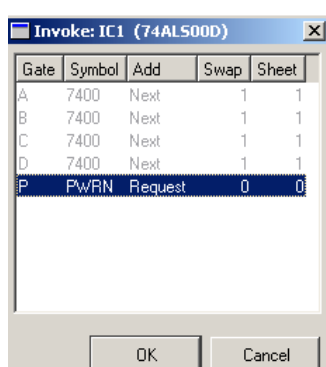 Invoke: IC1 (74ALS00D)
Gate Symbol Add Swap Sheet
A 7400 Next 1 1
B 7400 Next 1 1
C 7400 Next 1 1
D 7400 Next 1 1
P PWRN Request 0 0
OK Cancel